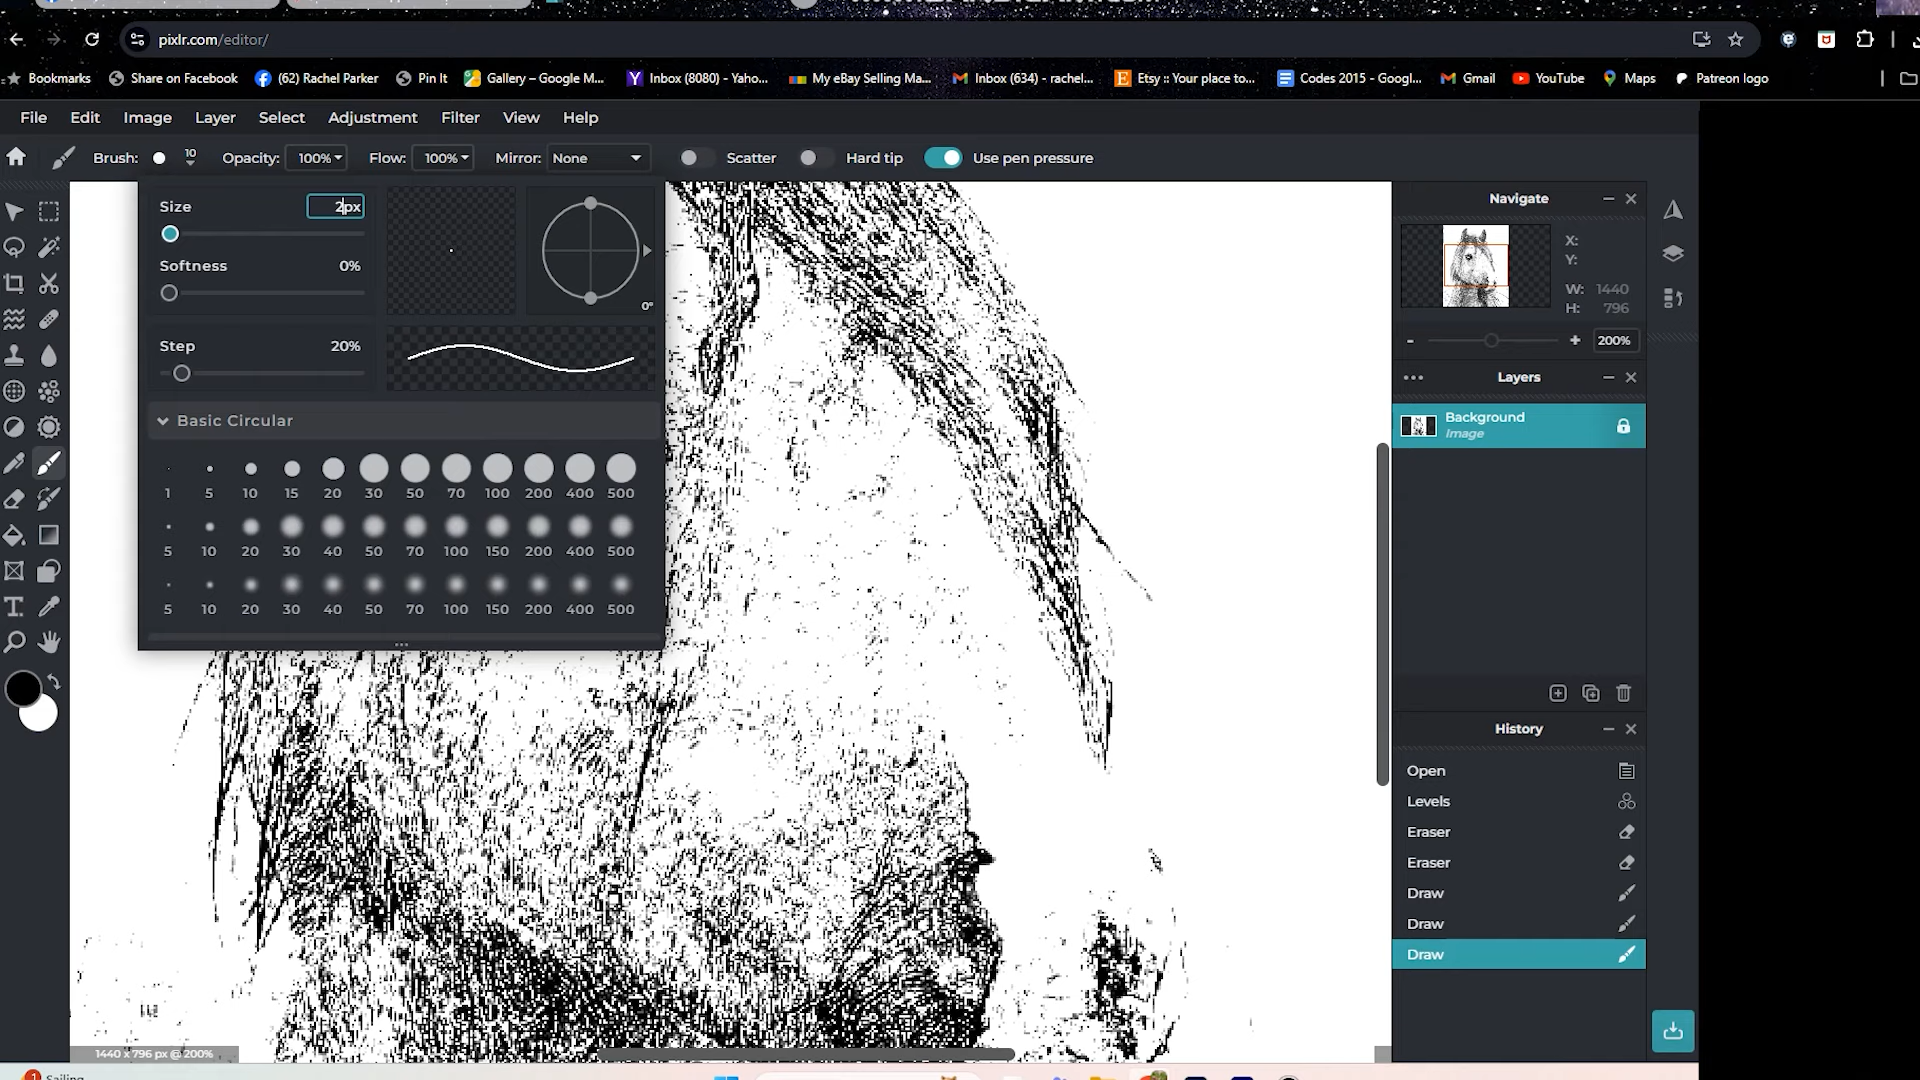 pixlr.com/editor/
Bookmarks Share on Facebook (62) Rachel Parker Pin It Gallery – Google M... Inbox (8080) - Yaho... My eBay Selling Ma... Inbox (634) - rachel... Etsy :: Your place to... Codes 2015 - Googl... Gmail YouTube Maps Patreon logo
File Edit Image Layer Select Adjustment Filter View Help
Brush: 10 Opacity: 100% Flow: 100% Mirror: None Scatter Hard tip Use pen pressure
Size 2px
Softness 0%
0°
Step 20%
Basic Circular
1 5 10 15 20 30 50 70 100 200 400 500
5 10 20 30 40 50 70 100 150 200 400 500
5 10 20 30 40 50 70 100 150 200 400 500
Navigate
X:
Y:
W: 1440
H: 796
- + 200%
Layers
Background
Image
History
Open
Levels
Eraser
Eraser
Draw
Draw
Draw
1440 x 796 px @ 200%
1 Sailing